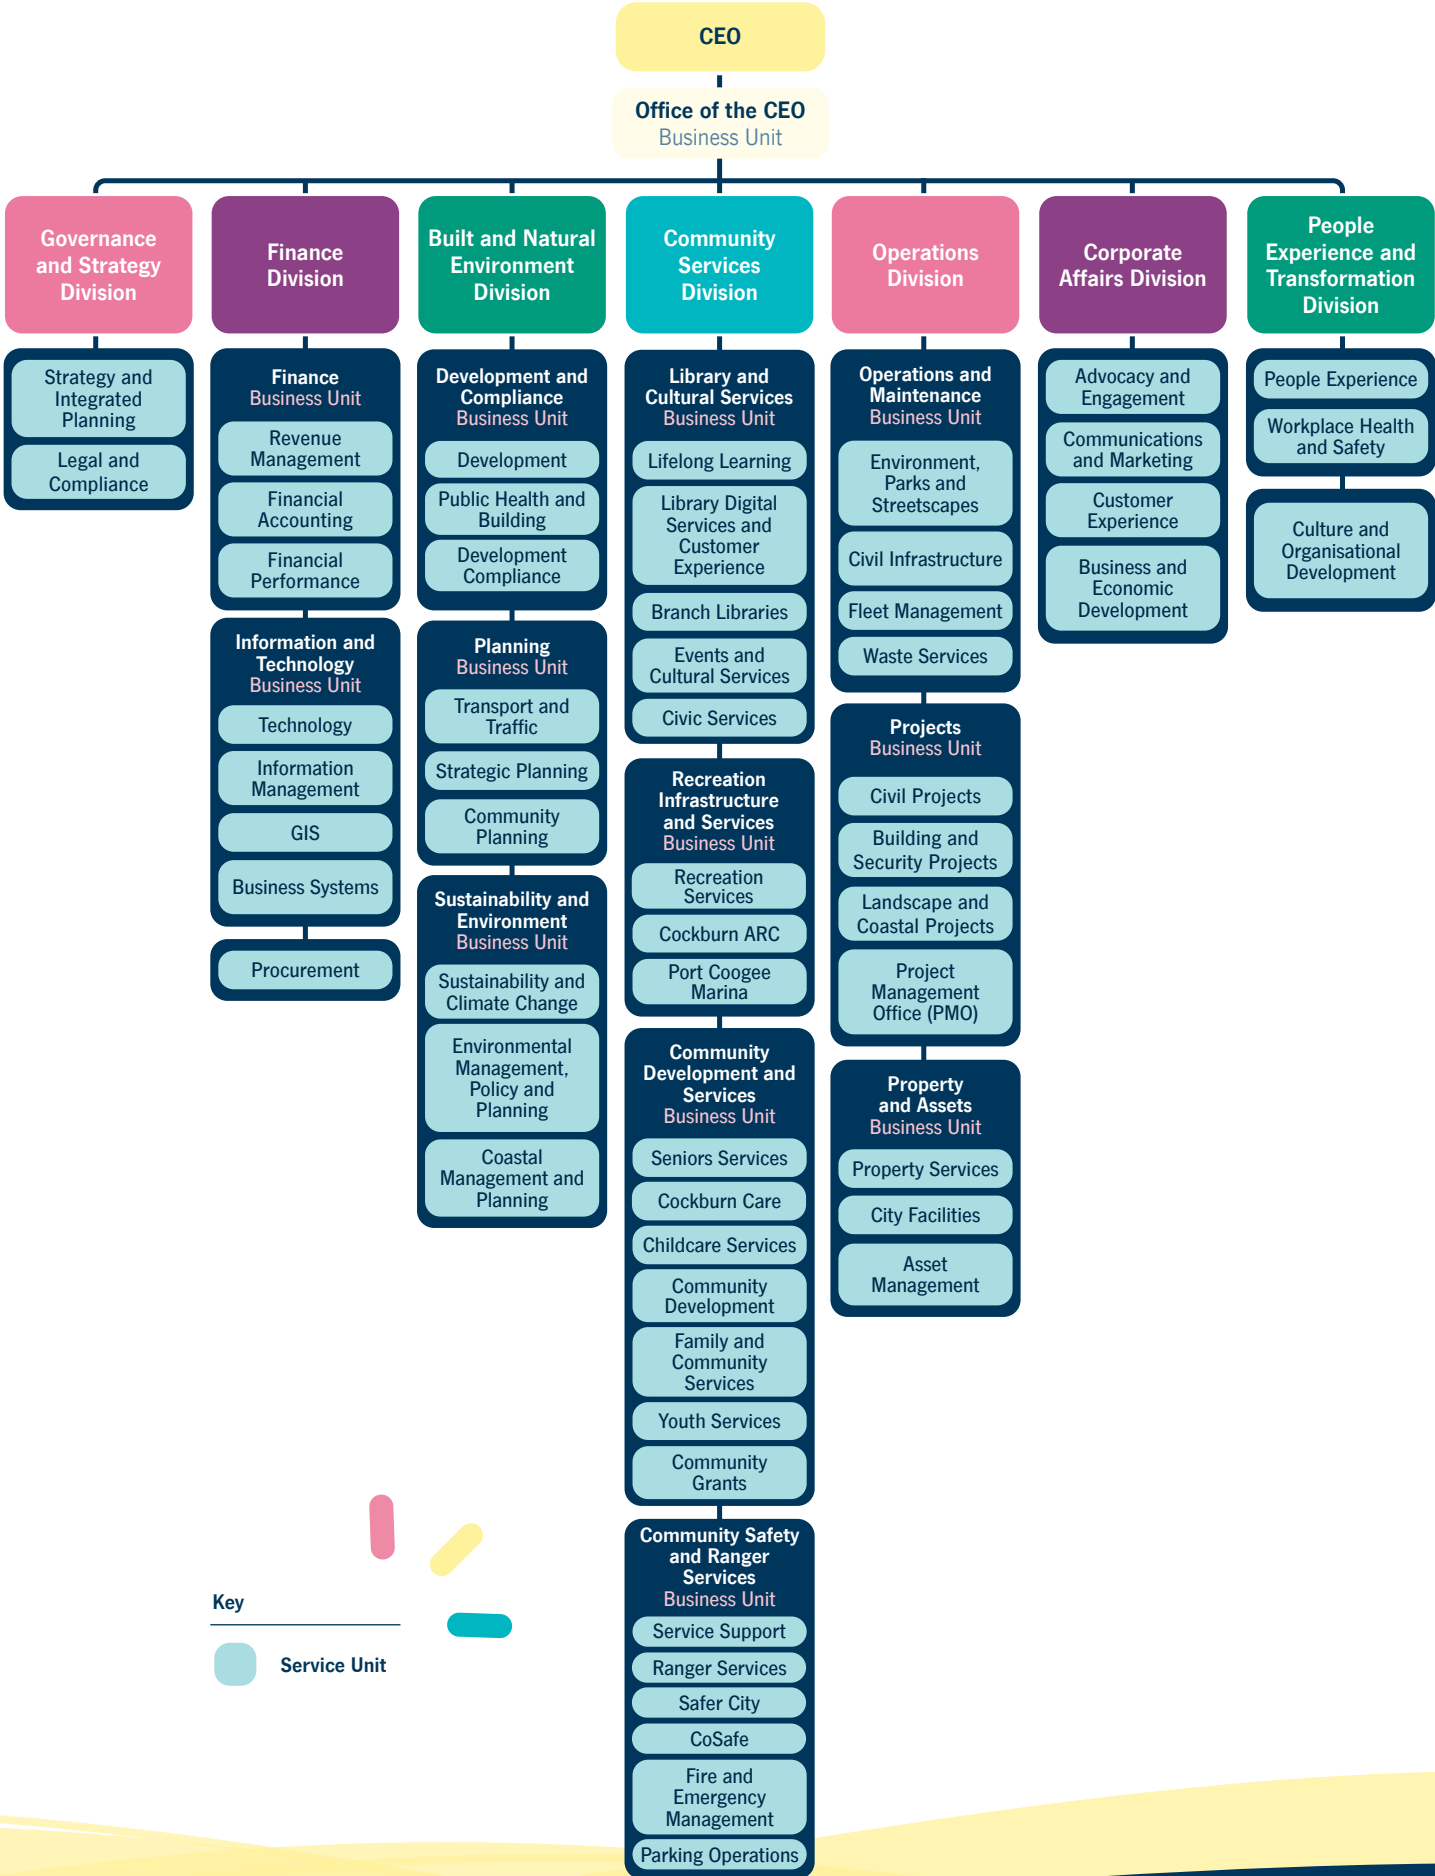 CEO
Office of the CEO
Business Unit
Governance
and Strategy
Division
Strategy and
Integrated
Planning
Legal and
Compliance
Finance
Division
Finance
Business Unit
Revenue
Management
Financial
Accounting
Financial
Performance
Information and
Technology
Business Unit
Technology
Information
Management
GIS
Business Systems
Procurement
Built and Natural
Environment
Division
Development and
Compliance
Business Unit
Development
Public Health and
Building
Development
Compliance
Planning
Business Unit
Transport and
Traffic
Strategic Planning
Community
Planning
Sustainability and
Environment
Business Unit
Sustainability and
Climate Change
Environmental
Management,
Policy and
Planning
Coastal
Management and
Planning
Community
Services
Division
Library and
Cultural Services
Business Unit
Lifelong Learning
Library Digital
Services and
Customer
Experience
Branch Libraries
Events and
Cultural Services
Civic Services
Recreation
Infrastructure
and Services
Business Unit
Recreation
Services
Cockburn ARC
Port Coogee
Marina
Community
Development and
Services
Business Unit
Seniors Services
Cockburn Care
Childcare Services
Community
Development
Family and
Community
Services
Youth Services
Community
Grants
Community Safety
and Ranger
Services
Business Unit
Service Support
Ranger Services
Safer City
CoSafe
Fire and
Emergency
Management
Parking Operations
Operations
Division
Operations and
Maintenance
Business Unit
Environment,
Parks and
Streetscapes
Civil Infrastructure
Fleet Management
Waste Services
Projects
Business Unit
Civil Projects
Building and
Security Projects
Landscape and
Coastal Projects
Project
Management
Office (PMO)
Property
and Assets
Business Unit
Property Services
City Facilities
Asset
Management
Corporate
Affairs Division
Advocacy and
Engagement
Communications
and Marketing
Customer
Experience
Business and
Economic
Development
People
Experience and
Transformation
Division
People Experience
Workplace Health
and Safety
Culture and
Organisational
Development
Key
Service Unit